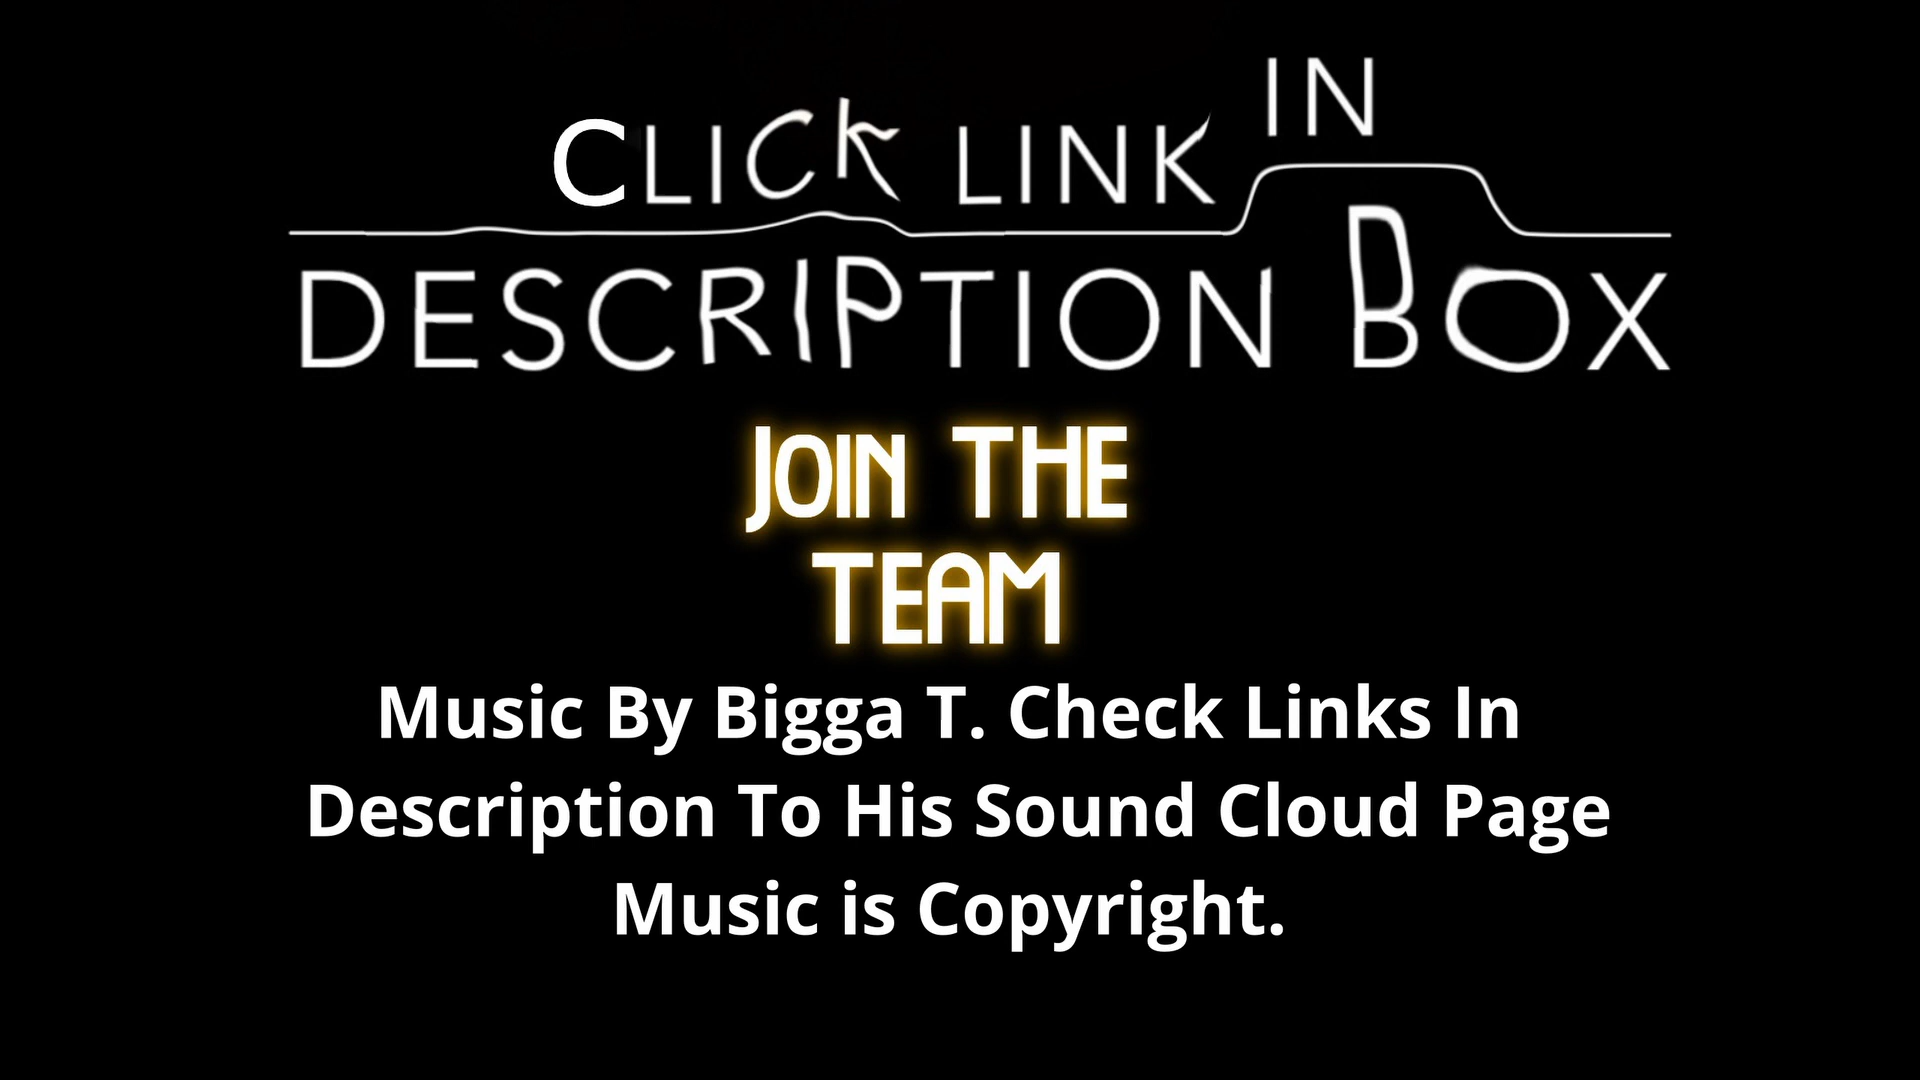 CLICK LINK IN
DESCRIPTION BOX
JOIN THE
TEAM
Music By Bigga T. Check Links In
Description To His Sound Cloud Page
Music is Copyright.